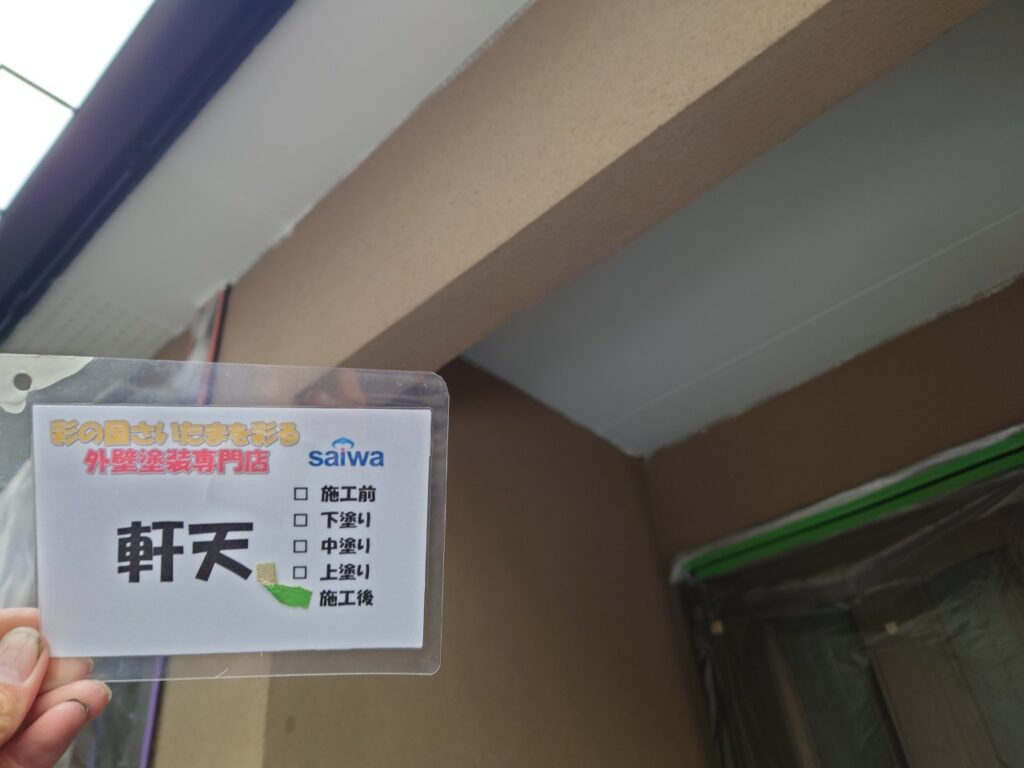 彩の国さいたまを彩る
外壁塗装専門店
saiwa
軒天
□ 施工前
□ 下塗り
□ 中塗り
□ 上塗り
施工後